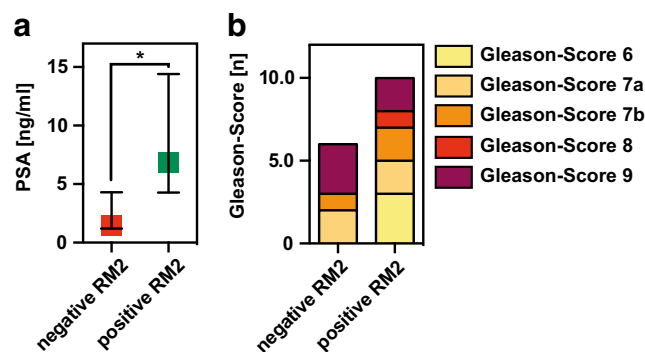 a
PSA [ng/ml]
15
10
5
0
*
negative RM2
positive RM2
b
Gleason-Score [n]
10.0
5.0
0
negative RM2
positive RM2
Gleason-Score 6
Gleason-Score 7a
Gleason-Score 7b
Gleason-Score 8
Gleason-Score 9